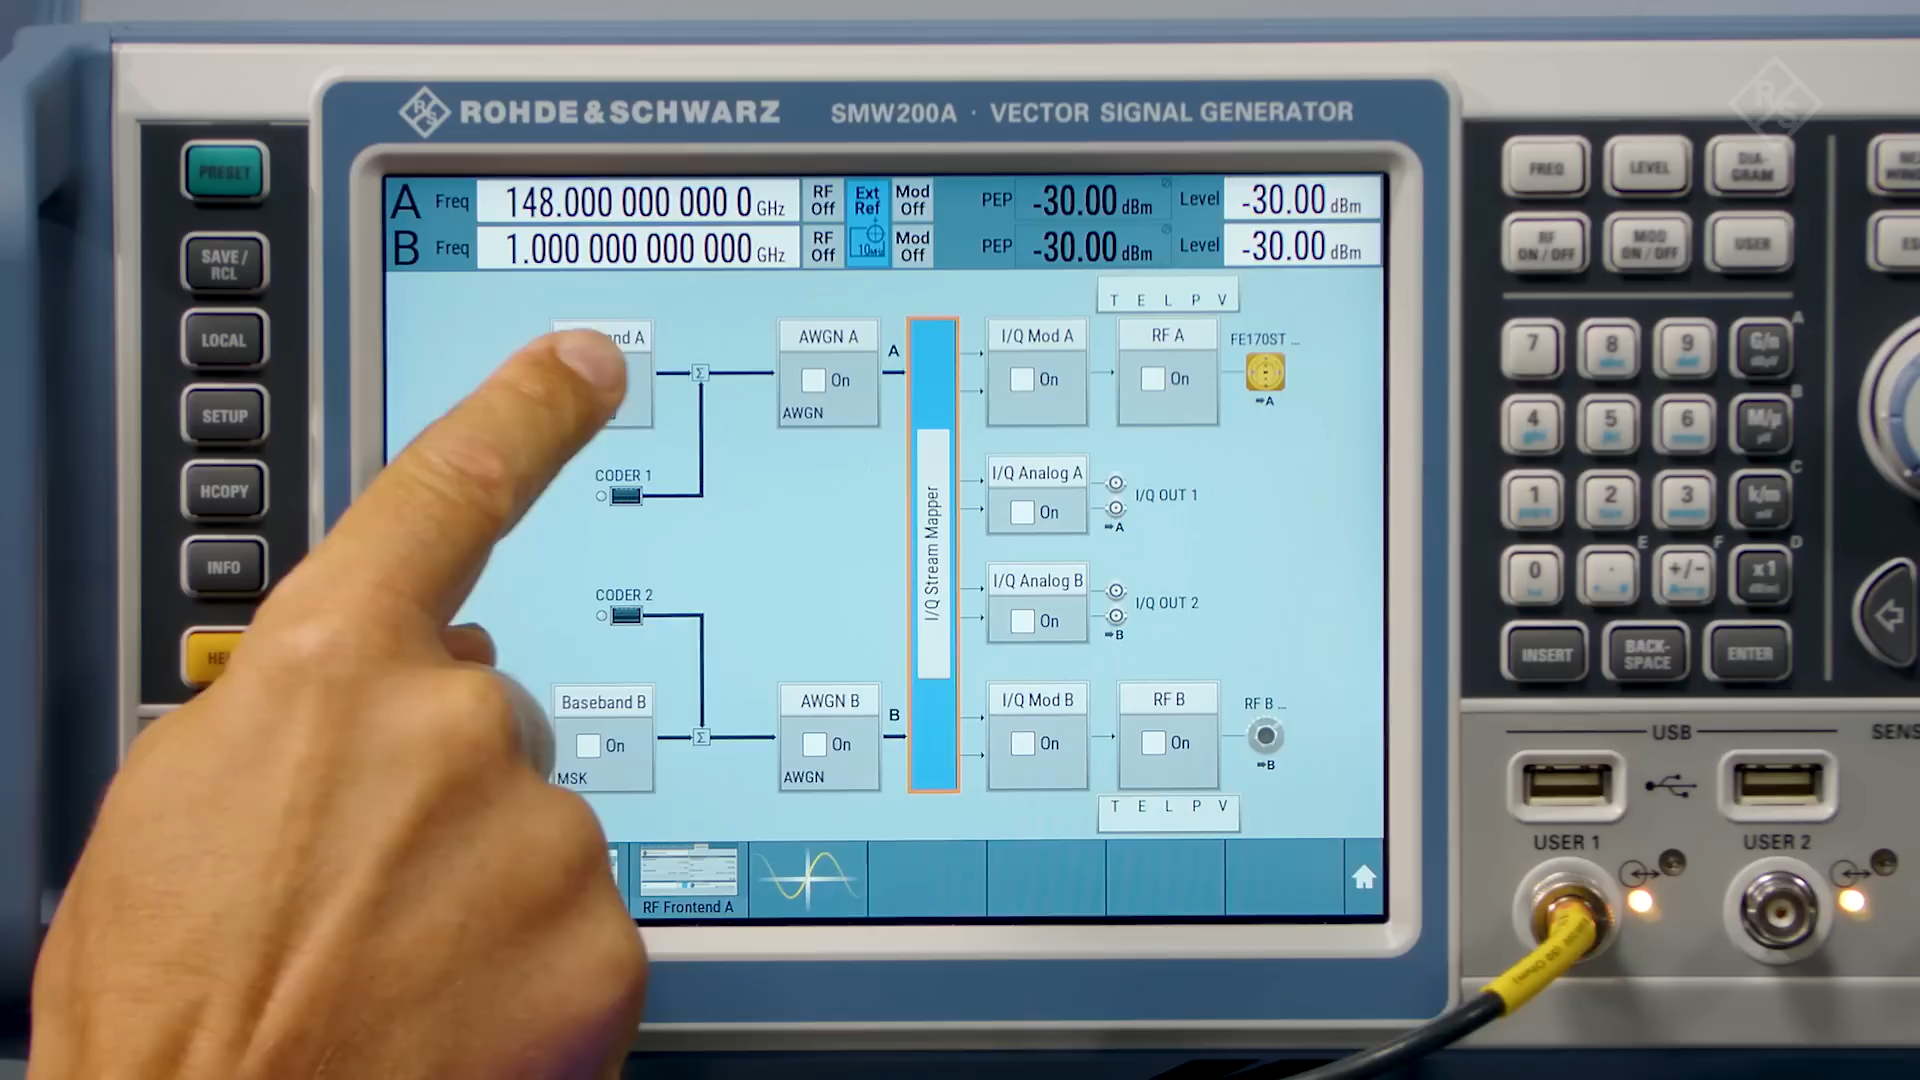 ROHDE & SCHWARZ SMW200A · VECTOR SIGNAL GENERATOR
A Freq 148.000 000 000 0 GHz RF Off Ext Ref Mod Off PEP -30.00 dBm Level -30.00 dBm
B Freq 1.000 000 000 000 GHz RF Off 10MHz Mod Off PEP -30.00 dBm Level -30.00 dBm
T E L P V
nd A
AWGN A
On
AWGN
A
I/Q Mod A
On
RF A
On
FE170ST ...
A
CODER 1
I/Q Analog A
On
I/Q OUT 1
A
I/Q Stream Mapper
CODER 2
I/Q Analog B
On
I/Q OUT 2
B
Baseband B
On
MSK
AWGN B
On
AWGN
B
I/Q Mod B
On
RF B
On
RF B ...
B
T E L P V
RF Frontend A
PRESET
SAVE / RCL
LOCAL
SETUP
HCOPY
INFO
HE
FREQ
LEVEL
DIA-
GRAM
RF
ON / OFF
MOD
ON / OFF
USER
7
8
9
G/n
A
4
5
6
M/µ
B
1
2
3
k/m
C
0
.
E
+/-
F
x1
D
INSERT
BACK-
SPACE
ENTER
USB
SENS
USER 1
USER 2